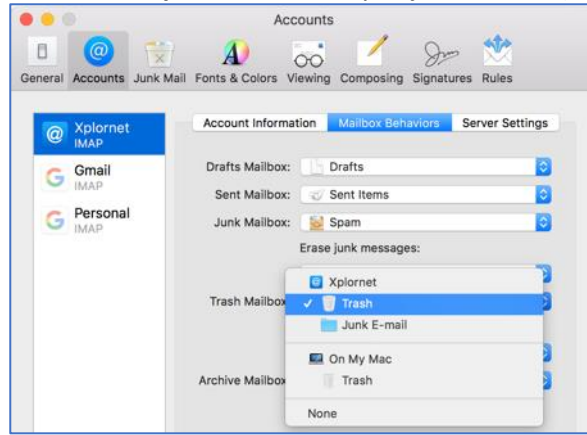 Accounts
General Accounts Junk Mail Fonts & Colors Viewing Composing Signatures Rules
Xplornet
IMAP
Gmail
IMAP
Personal
IMAP
Account Information Mailbox Behaviors Server Settings
Drafts Mailbox: Drafts
Sent Mailbox: Sent Items
Junk Mailbox: Spam
Erase junk messages:
Xplornet
Trash Mailbox ✓ Trash
Junk E-mail
On My Mac
Archive Mailbox Trash
None